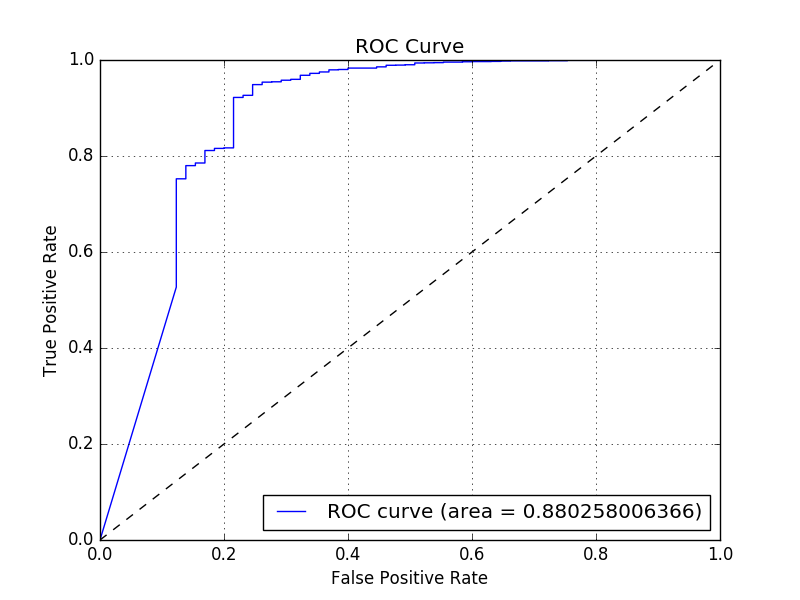 ROC Curve
1.0
0.8
0.6
0.4
0.2
0.0
True Positive Rate
ROC curve (area = 0.880258006366)
0.0 0.2 0.4 0.6 0.8 1.0
False Positive Rate